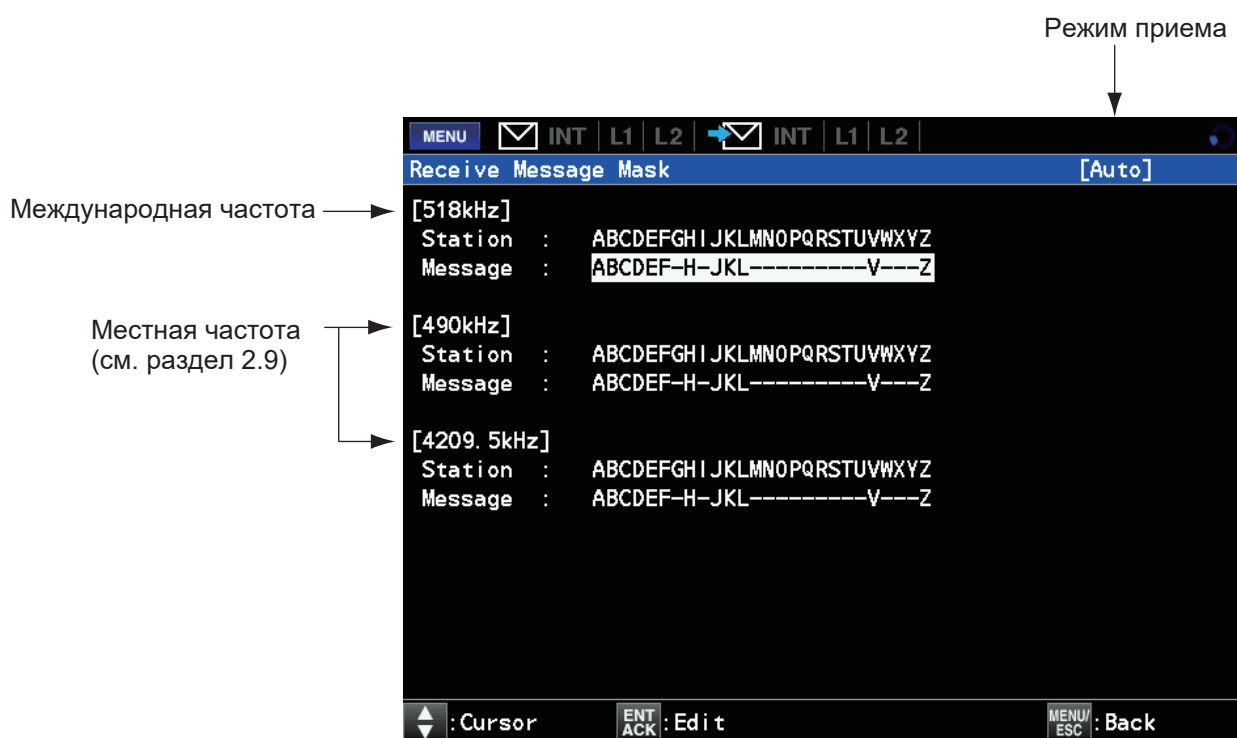 Режим приема
MENU INT L1 L2 INT L1 L2
Receive Message Mask [Auto]
Международная частота
[518kHz]
Station : ABCDEFGHIJKLMNOPQRSTUVWXYZ
Message : ABCDEF-H-JKL---------V---Z
Местная частота
(см. раздел 2.9)
[490kHz]
Station : ABCDEFGHIJKLMNOPQRSTUVWXYZ
Message : ABCDEF-H-JKL---------V---Z
[4209.5kHz]
Station : ABCDEFGHIJKLMNOPQRSTUVWXYZ
Message : ABCDEF-H-JKL---------V---Z
:Cursor ENT ACK :Edit MENU/ESC :Back